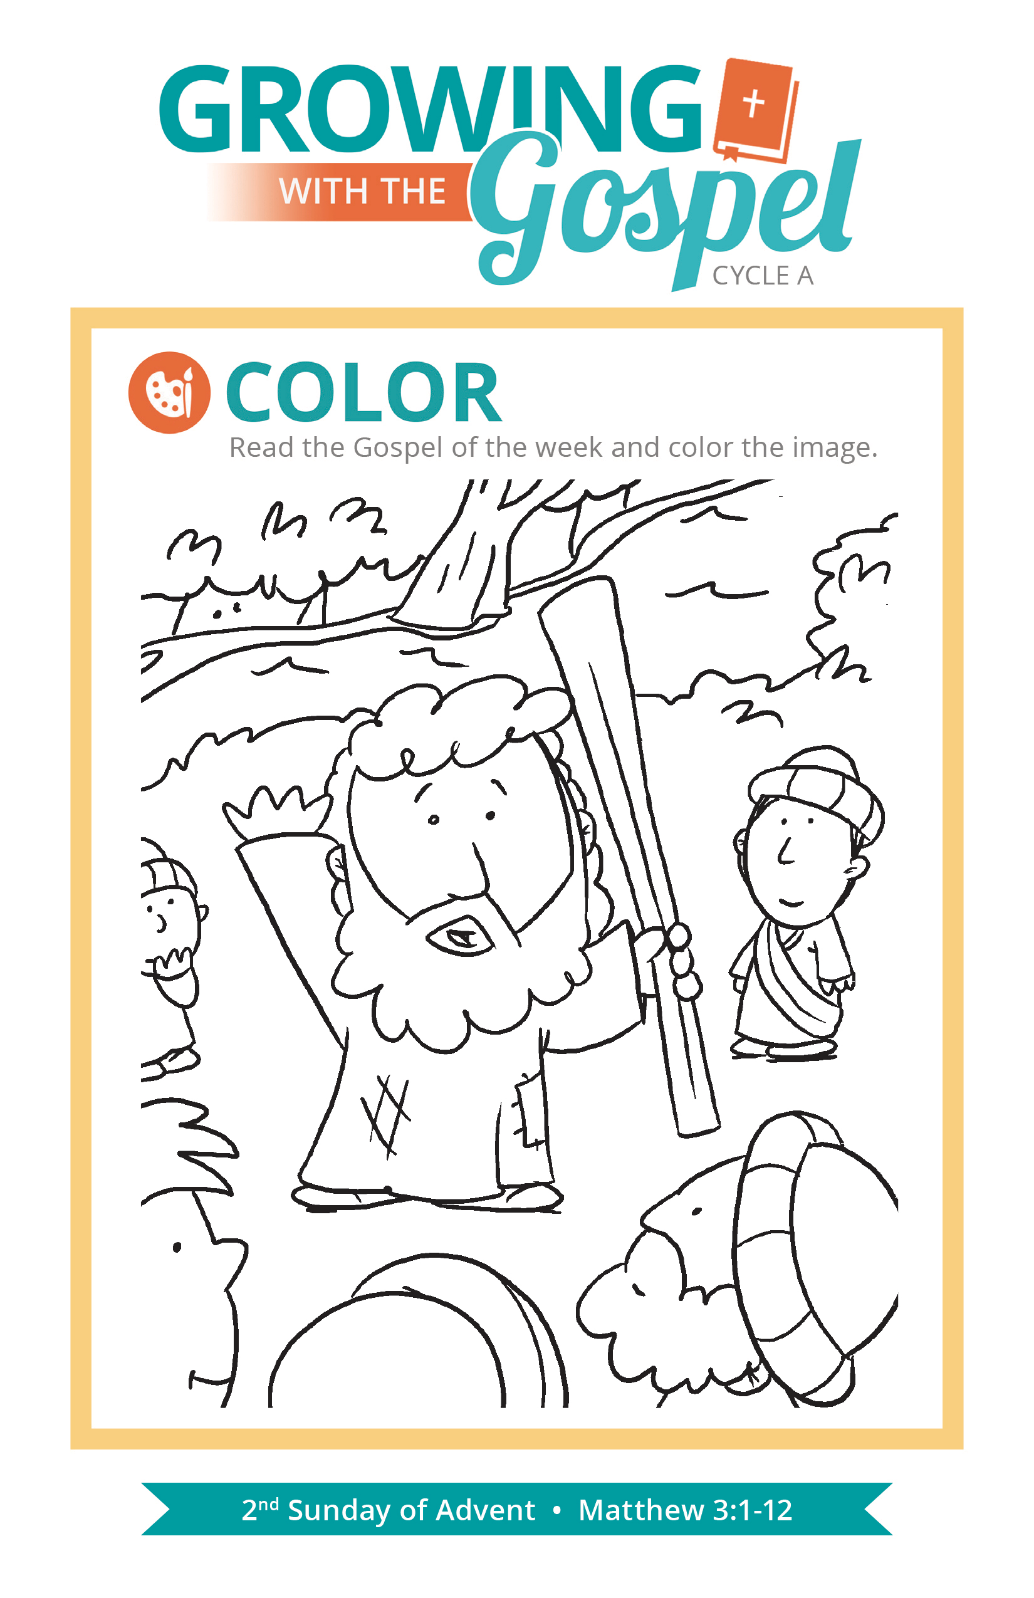 GROWING
WITH THE Gospel
CYCLE A
COLOR
Read the Gospel of the week and color the image.
2nd Sunday of Advent • Matthew 3:1-12